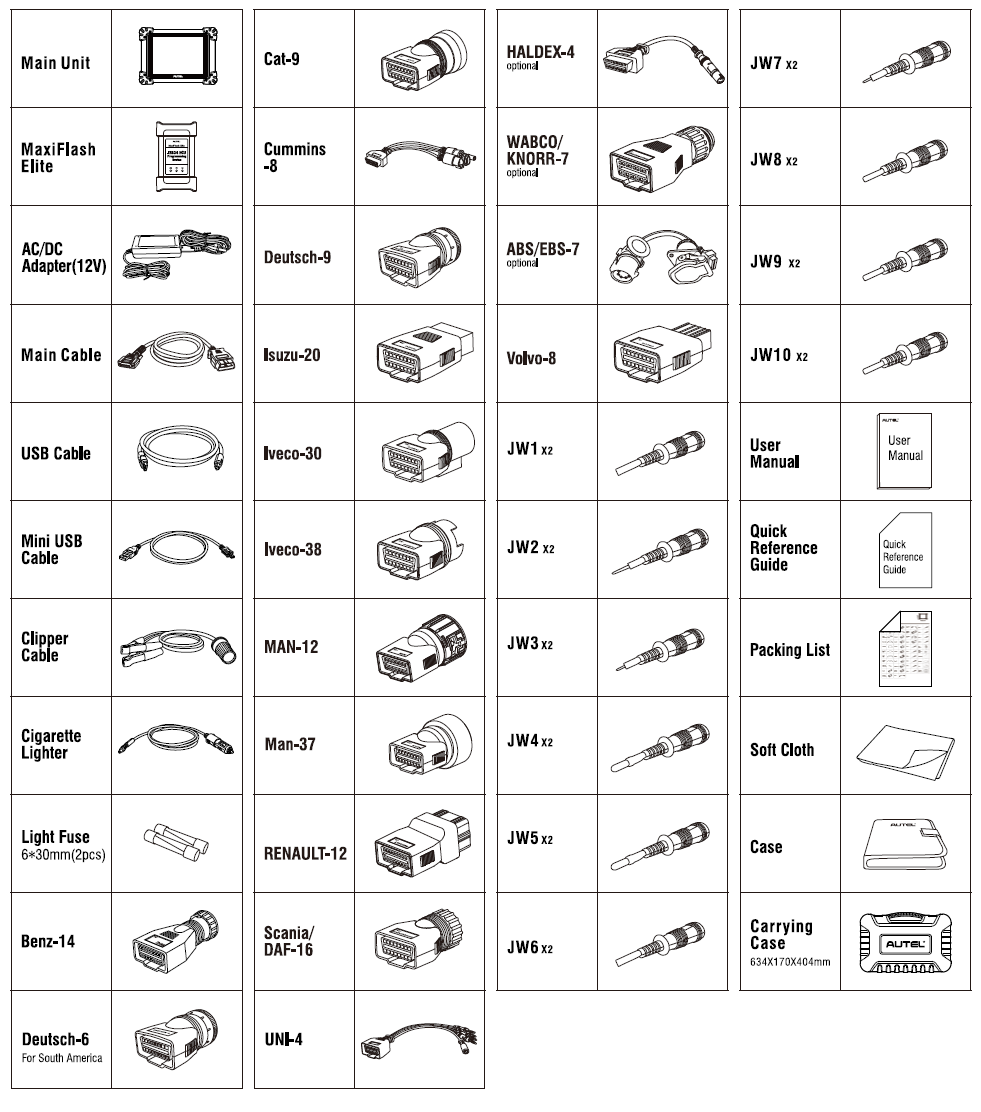 Main Unit
AUTEL
MaxiFlash
Elite
AC/DC
Adapter(12V)
Main Cable
USB Cable
Mini USB
Cable
Clipper
Cable
Cigarette
Lighter
Light Fuse
6*30mm(2pcs)
Benz-14
Deutsch-6
For South America
Cat-9
Cummins
-8
Deutsch-9
Isuzu-20
Iveco-30
Iveco-38
MAN-12
Man-37
RENAULT-12
Scania/
DAF-16
UNI-4
HALDEX-4
optional
WABCO/
KNORR-7
optional
ABS/EBS-7
optional
Volvo-8
JW1 x2
JW2 x2
JW3 x2
JW4 x2
JW5 x2
JW6 x2
JW7 x2
JW8 x2
JW9 x2
JW10 x2
User
Manual
AUTEL
User
Manual
Quick
Reference
Guide
Quick
Reference
Guide
Packing List
Soft Cloth
Case
AUTEL
Carrying
Case
634X170X404mm
AUTEL